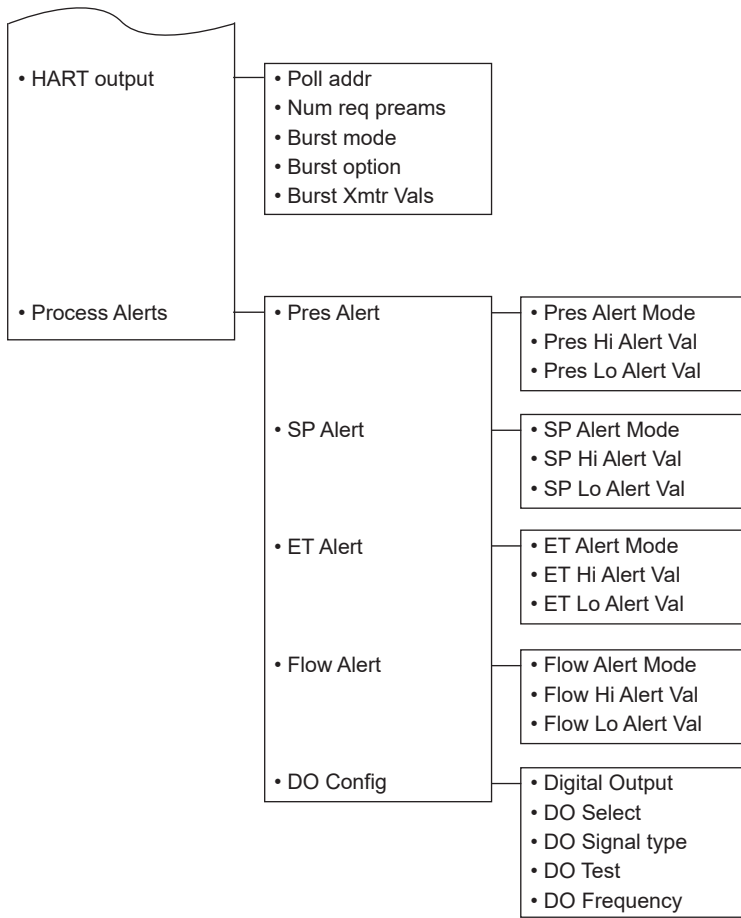 • HART output
• Poll addr
• Num req preams
• Burst mode
• Burst option
• Burst Xmtr Vals
• Process Alerts
• Pres Alert
• Pres Alert Mode
• Pres Hi Alert Val
• Pres Lo Alert Val
• SP Alert
• SP Alert Mode
• SP Hi Alert Val
• SP Lo Alert Val
• ET Alert
• ET Alert Mode
• ET Hi Alert Val
• ET Lo Alert Val
• Flow Alert
• Flow Alert Mode
• Flow Hi Alert Val
• Flow Lo Alert Val
• DO Config
• Digital Output
• DO Select
• DO Signal type
• DO Test
• DO Frequency